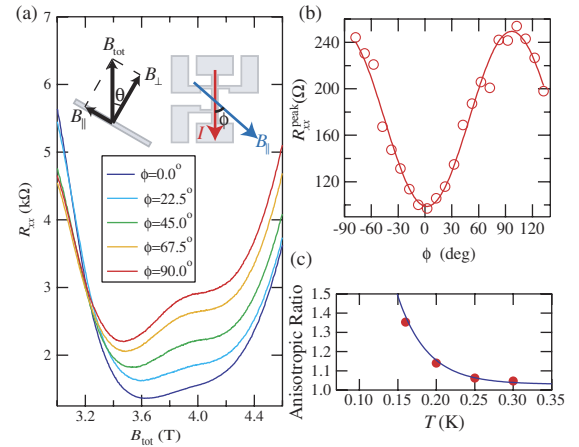 (a)
B_tot
θ
B_⊥
B_∥
I
ϕ
B_∥
ϕ=0.0°
ϕ=22.5°
ϕ=45.0°
ϕ=67.5°
ϕ=90.0°
R_xx (kΩ)
7
6
5
4
3
2
3.2 3.6 4.0 4.4
B_tot (T)
(b)
R_xx^peak(Ω)
240
200
160
120
-90 -60 -30 0 30 60 90 120
ϕ (deg)
(c)
Anisotropic Ratio
1.5
1.4
1.3
1.2
1.1
1.0
0.10 0.15 0.20 0.25 0.30 0.35
T (K)